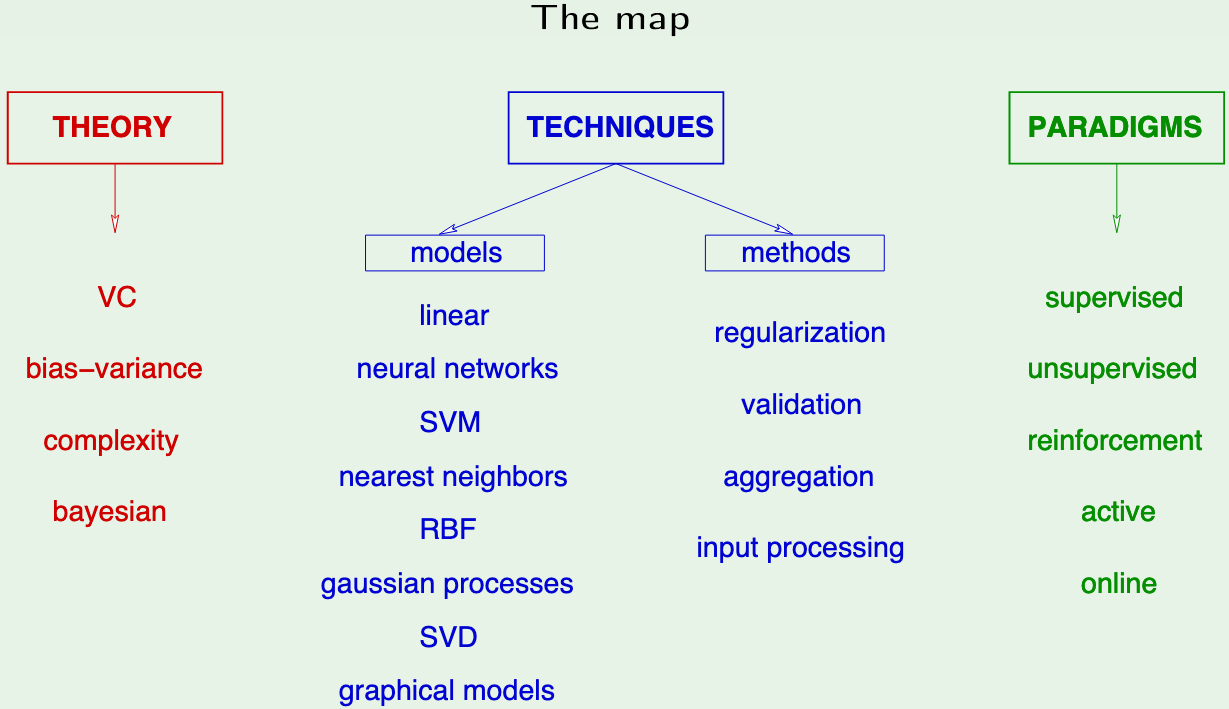 The map
THEORY
VC
bias–variance
complexity
bayesian
TECHNIQUES
models
linear
neural networks
SVM
nearest neighbors
RBF
gaussian processes
SVD
graphical models
methods
regularization
validation
aggregation
input processing
PARADIGMS
supervised
unsupervised
reinforcement
active
online